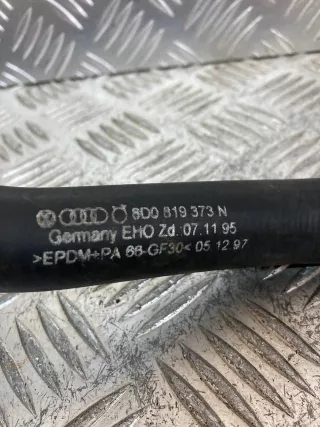 8D0 819 373 N
Germany EHO Zd.:07.11 95
>EPDM+PA 66-GF30< 05 12 97